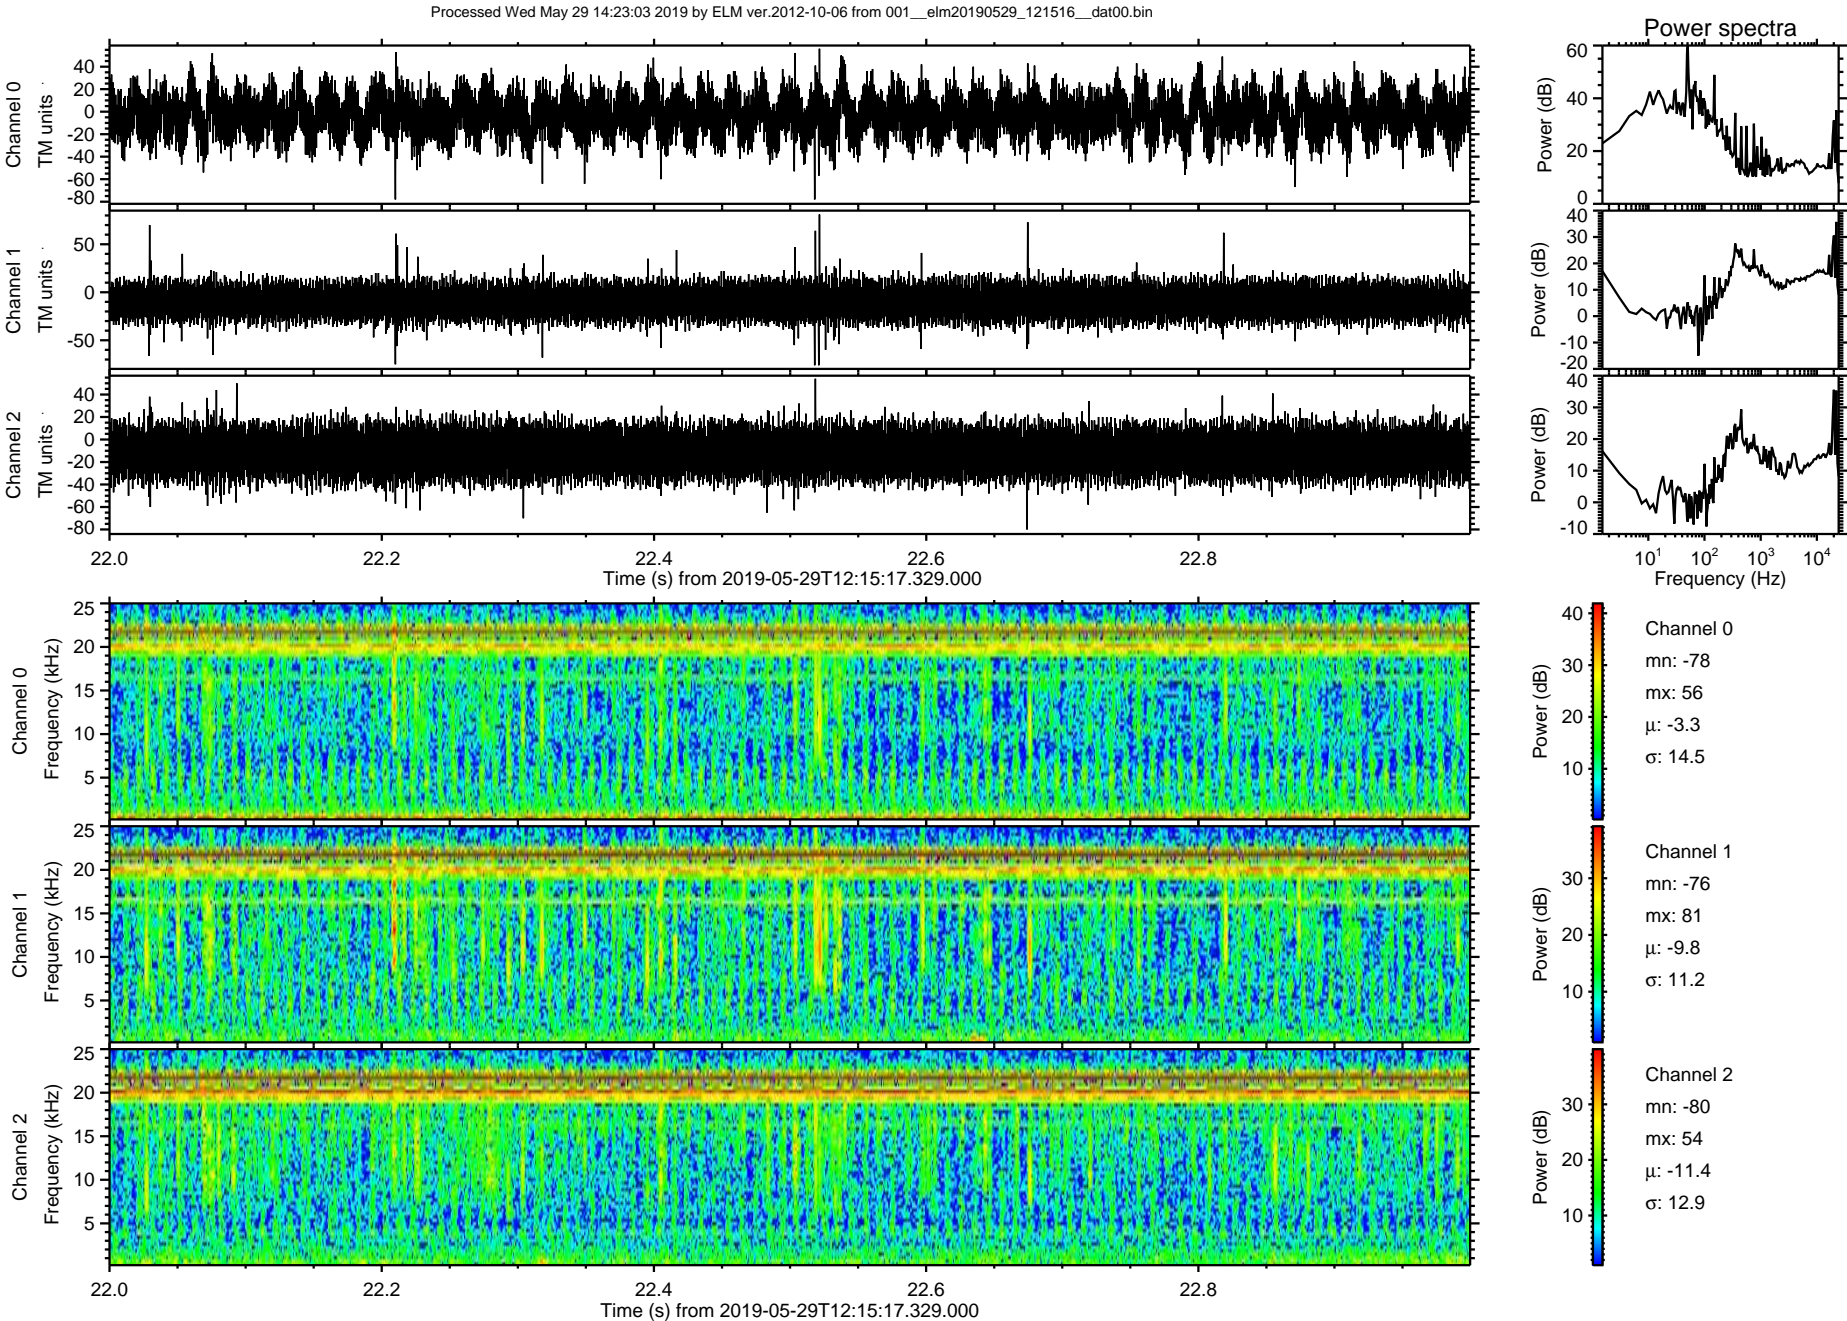 Processed Wed May 29 14:23:03 2019 by ELM ver.2012-10-06 from 001__elm20190529_121516__dat00.bin
Power spectra
Channel 0
TM units
40
20
0
-20
-40
-60
-80
Power (dB)
60
40
20
0
Channel 1
TM units
50
0
-50
Power (dB)
40
30
20
10
0
-10
-20
Channel 2
TM units
40
20
0
-20
-40
-60
-80
Power (dB)
40
30
20
10
0
-10
22.0 22.2 22.4 22.6 22.8
Time (s) from 2019-05-29T12:15:17.329.000
10^1 10^2 10^3 10^4
Frequency (Hz)
Channel 0
Frequency (kHz)
25
20
15
10
5
Power (dB)
40
30
20
10
Channel 0
mn: -78
mx: 56
μ: -3.3
σ: 14.5
Channel 1
Frequency (kHz)
25
20
15
10
5
Power (dB)
30
20
10
Channel 1
mn: -76
mx: 81
μ: -9.8
σ: 11.2
Channel 2
Frequency (kHz)
25
20
15
10
5
Power (dB)
30
20
10
Channel 2
mn: -80
mx: 54
μ: -11.4
σ: 12.9
22.0 22.2 22.4 22.6 22.8
Time (s) from 2019-05-29T12:15:17.329.000